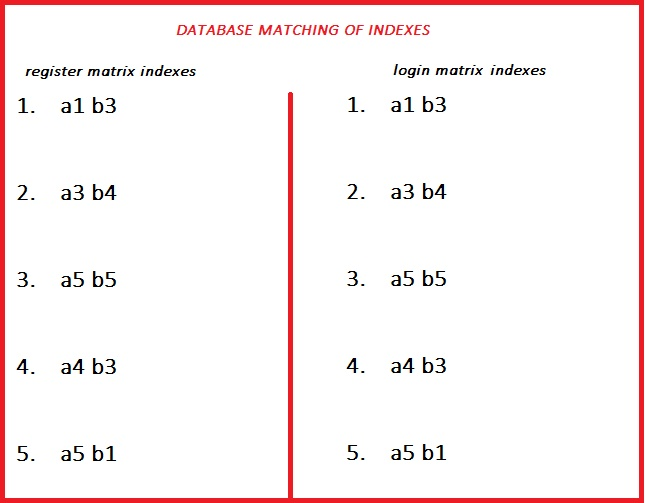 DATABASE MATCHING OF INDEXES
register matrix indexes
1. a1 b3
2. a3 b4
3. a5 b5
4. a4 b3
5. a5 b1
login matrix indexes
1. a1 b3
2. a3 b4
3. a5 b5
4. a4 b3
5. a5 b1